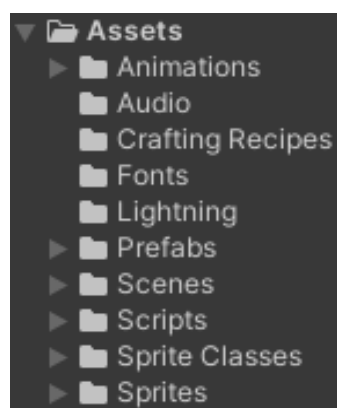 Assets
Animations
Audio
Crafting Recipes
Fonts
Lightning
Prefabs
Scenes
Scripts
Sprite Classes
Sprites